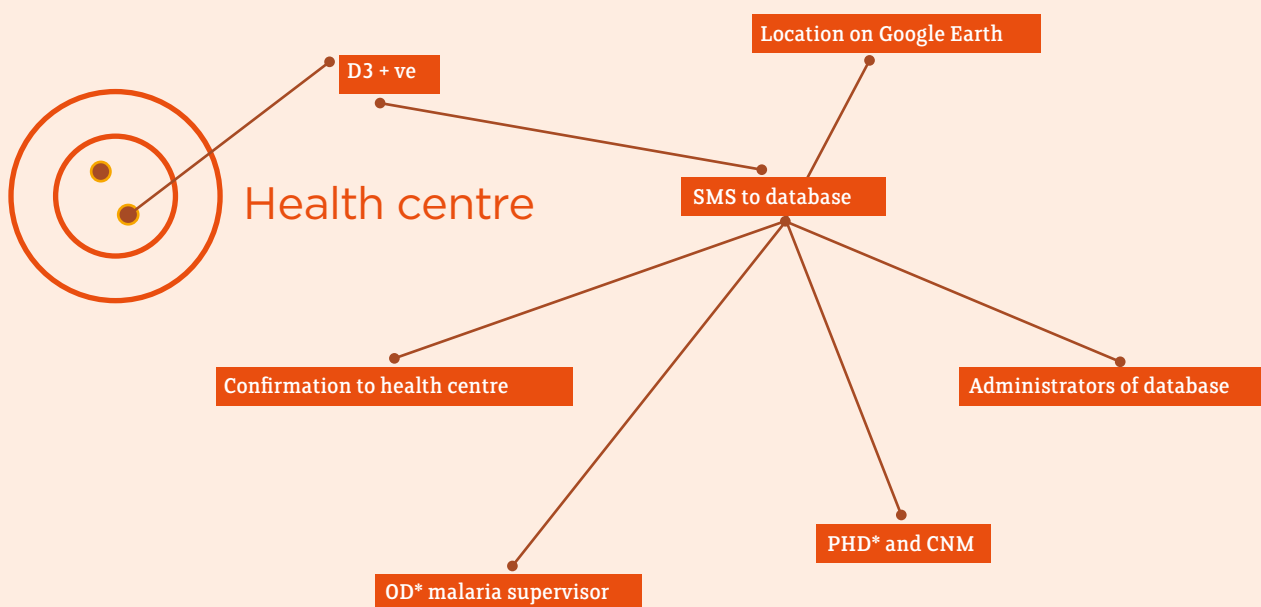 Location on Google Earth
D3 + ve
SMS to database
Health centre
Confirmation to health centre
Administrators of database
PHD* and CNM
OD* malaria supervisor